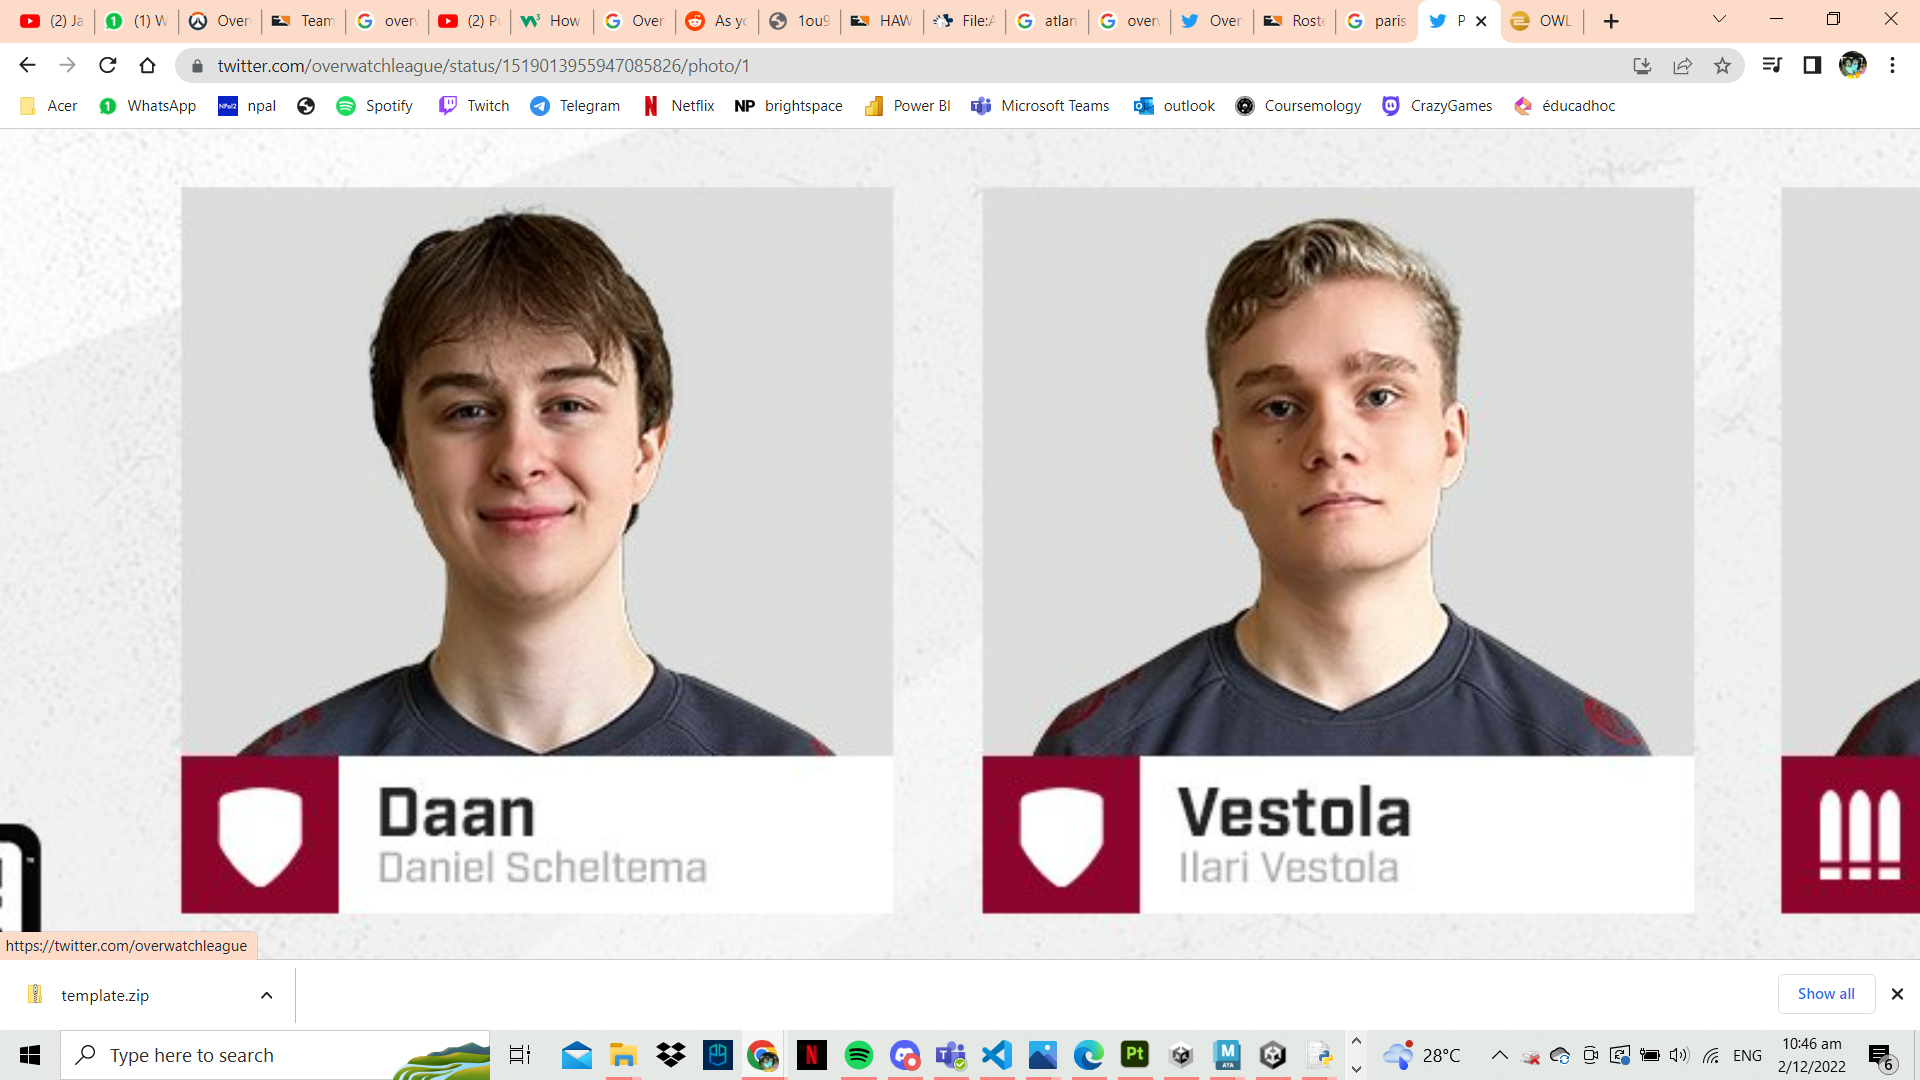 (2) Ja
(1) W
Over
Team
over
(2) P
How
Over
As yo
1ou9
HAW
File:A
atlan
over
Over
Roste
paris
P
OWL
twitter.com/overwatchleague/status/1519013955947085826/photo/1
Acer
WhatsApp
npal
Spotify
Twitch
Telegram
Netflix
NP brightspace
Power BI
Microsoft Teams
outlook
Coursemology
CrazyGames
éducadhoc
Daan
Daniel Scheltema
Vestola
Ilari Vestola
https://twitter.com/overwatchleague
template.zip
Show all
Type here to search
28°C
ENG
10:46 am
2/12/2022
6